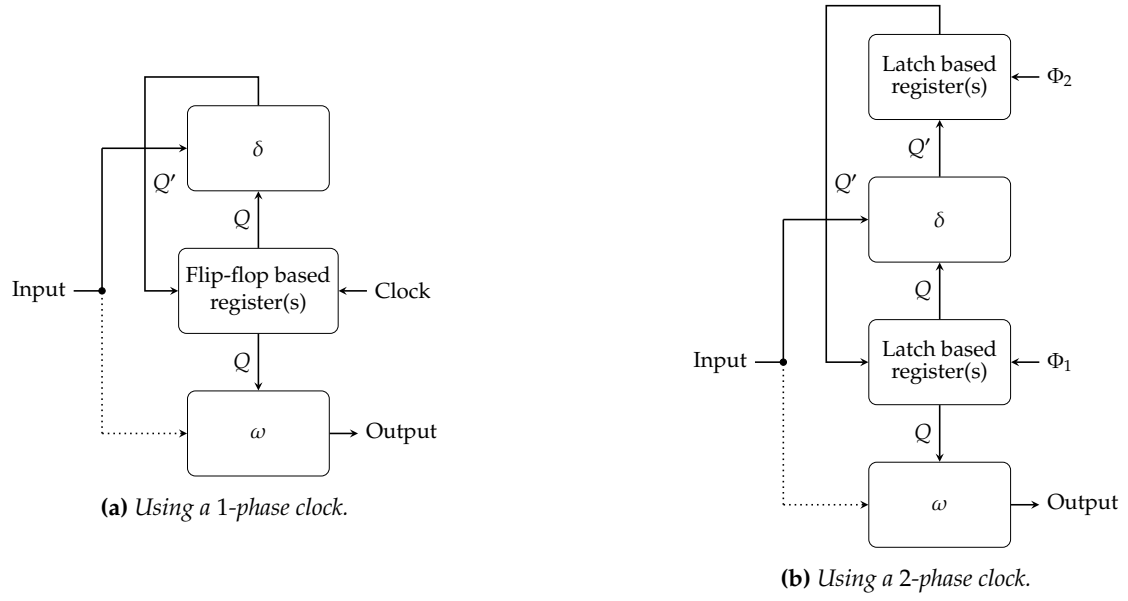 δ
Q′
Q
Flip-flop based
register(s)
Input
Clock
Q
ω
Output
(a) Using a 1-phase clock.
Latch based
register(s)
Φ2
Q′
Q′
δ
Q
Input
Latch based
register(s)
Φ1
Q
ω
Output
(b) Using a 2-phase clock.